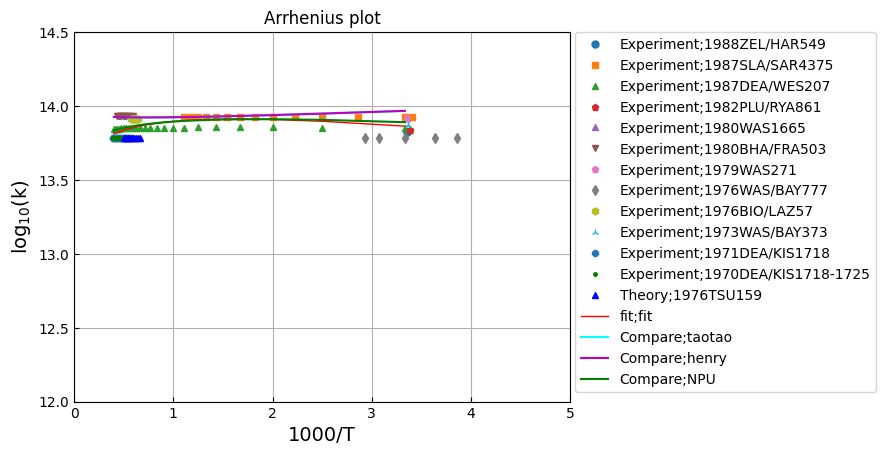 Arrhenius plot
14.5
14.0
13.5
13.0
12.5
12.0
log₁₀(k)
0 1 2 3 4 5
1000/T
Experiment;1988ZEL/HAR549
Experiment;1987SLA/SAR4375
Experiment;1987DEA/WES207
Experiment;1982PLU/RYA861
Experiment;1980WAS1665
Experiment;1980BHA/FRA503
Experiment;1979WAS271
Experiment;1976WAS/BAY777
Experiment;1976BIO/LAZ57
Experiment;1973WAS/BAY373
Experiment;1971DEA/KIS1718
Experiment;1970DEA/KIS1718-1725
Theory;1976TSU159
fit;fit
Compare;taotao
Compare;henry
Compare;NPU